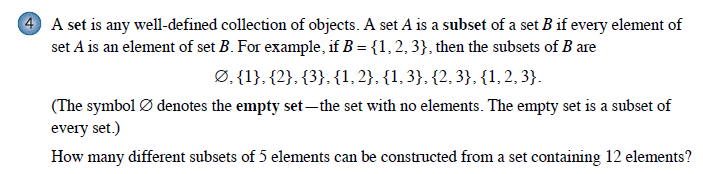 4 A set is any well-defined collection of objects. A set A is a subset of a set B if every element of
set A is an element of set B. For example, if B = {1, 2, 3}, then the subsets of B are
∅, {1}, {2}, {3}, {1, 2}, {1, 3}, {2, 3}, {1, 2, 3}.
(The symbol ∅ denotes the empty set—the set with no elements. The empty set is a subset of
every set.)
How many different subsets of 5 elements can be constructed from a set containing 12 elements?